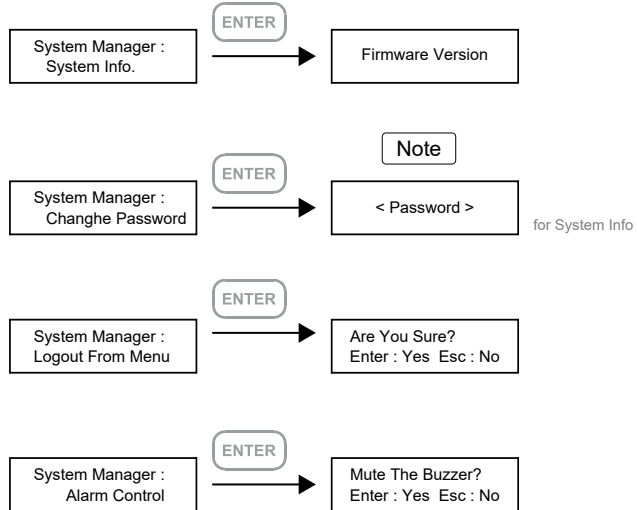 ENTER
System Manager :
System Info.
Firmware Version
Note
ENTER
System Manager :
Changhe Password
< Password >
for System Info
ENTER
System Manager :
Logout From Menu
Are You Sure?
Enter : Yes Esc : No
ENTER
System Manager :
Alarm Control
Mute The Buzzer?
Enter : Yes Esc : No